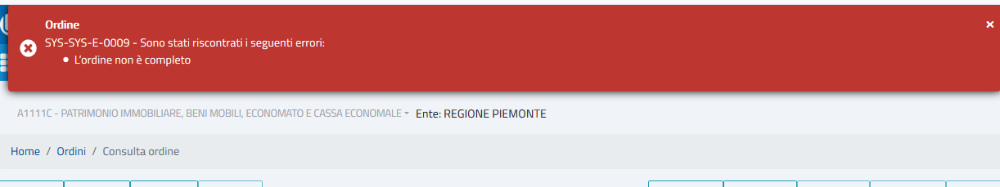 Ordine
SYS-SYS-E-0009 - Sono stati riscontrati i seguenti errori:
L'ordine non è completo
A1111C - PATRIMONIO IMMOBILIARE, BENI MOBILI, ECONOMATO E CASSA ECONOMALE Ente: REGIONE PIEMONTE
Home / Ordini / Consulta ordine